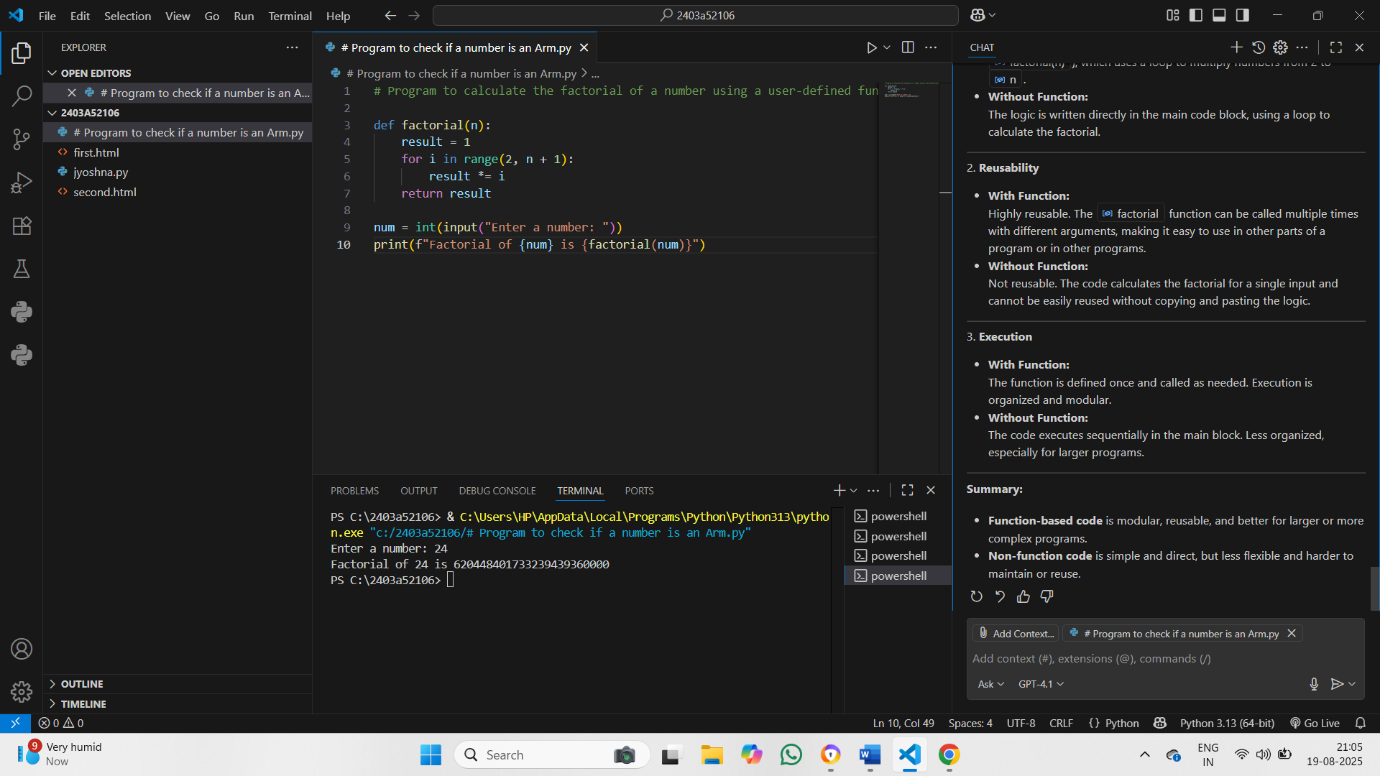 File Edit Selection View Go Run Terminal Help
2403a52106
EXPLORER
OPEN EDITORS
# Program to check if a number is an A...
2403A52106
# Program to check if a number is an Arm.py
first.html
jyoshna.py
second.html
OUTLINE
TIMELINE
# Program to check if a number is an Arm.py
# Program to check if a number is an Arm.py > ...
1 # Program to calculate the factorial of a number using a user-defined fun
2
3 def factorial(n):
4 result = 1
5 for i in range(2, n + 1):
6 result *= i
7 return result
8
9 num = int(input("Enter a number: "))
10 print(f"Factorial of {num} is {factorial(num)}")
PROBLEMS OUTPUT DEBUG CONSOLE TERMINAL PORTS
PS C:\2403a52106> & C:\Users\HP\AppData\Local\Programs\Python\Python313\pytho
n.exe "c:/2403a52106/# Program to check if a number is an Arm.py"
Enter a number: 24
Factorial of 24 is 620448401733239439360000
PS C:\2403a52106>
powershell
powershell
powershell
powershell
CHAT
factorial(n) ), which uses a loop to multiply numbers from 2 to
n .
Without Function:
The logic is written directly in the main code block, using a loop to
calculate the factorial.
2. Reusability
With Function:
Highly reusable. The factorial function can be called multiple times
with different arguments, making it easy to use in other parts of a
program or in other programs.
Without Function:
Not reusable. The code calculates the factorial for a single input and
cannot be easily reused without copying and pasting the logic.
3. Execution
With Function:
The function is defined once and called as needed. Execution is
organized and modular.
Without Function:
The code executes sequentially in the main block. Less organized,
especially for larger programs.
Summary:
Function-based code is modular, reusable, and better for larger or more
complex programs.
Non-function code is simple and direct, but less flexible and harder to
maintain or reuse.
Add Context... # Program to check if a number is an Arm.py
Add context (#), extensions (@), commands (/)
Ask GPT-4.1
0 0
Ln 10, Col 49 Spaces: 4 UTF-8 CRLF {} Python Python 3.13 (64-bit) Go Live
9
Very humid
Now
Search
ENG
IN
21:05
19-08-2025